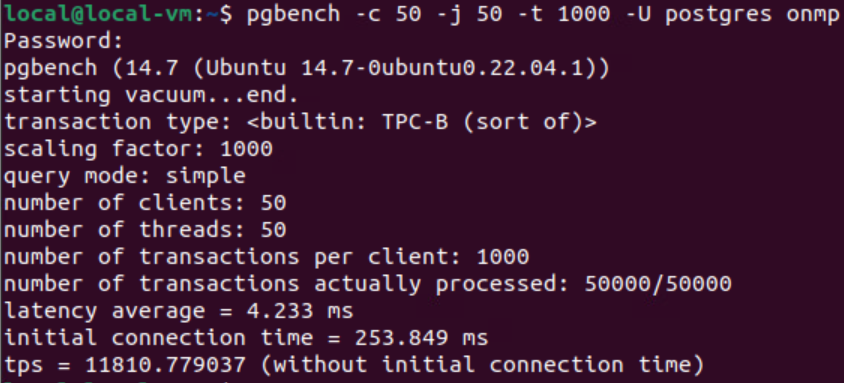 local@local-vm:~$ pgbench -c 50 -j 50 -t 1000 -U postgres onmp
Password:
pgbench (14.7 (Ubuntu 14.7-0ubuntu0.22.04.1))
starting vacuum...end.
transaction type: <builtin: TPC-B (sort of)>
scaling factor: 1000
query mode: simple
number of clients: 50
number of threads: 50
number of transactions per client: 1000
number of transactions actually processed: 50000/50000
latency average = 4.233 ms
initial connection time = 253.849 ms
tps = 11810.779037 (without initial connection time)